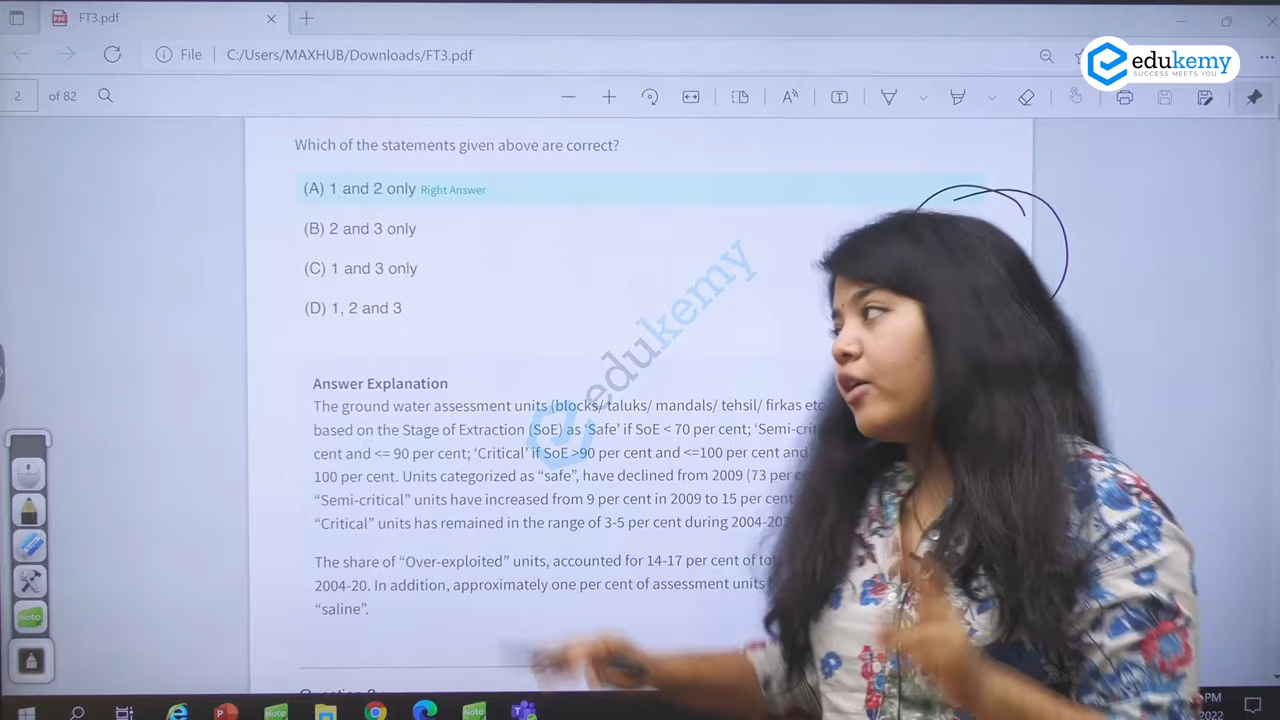 FT3.pdf
File
C:/Users/MAXHUB/Downloads/FT3.pdf
edukemy
SUCCESS MEETS YOU
2 of 82
Which of the statements given above are correct?
(A) 1 and 2 only Right Answer
(B) 2 and 3 only
(C) 1 and 3 only
(D) 1, 2 and 3
edukemy
Answer Explanation
The ground water assessment units (blocks/ taluks/ mandals/ tehsil/ firkas etc
based on the Stage of Extraction (SoE) as ‘Safe’ if SoE < 70 per cent; ‘Semi-crit
cent and <= 90 per cent; ‘Critical’ if SoE >90 per cent and <=100 per cent and
100 per cent. Units categorized as “safe”, have declined from 2009 (73 per
“Semi-critical” units have increased from 9 per cent in 2009 to 15 per cent
“Critical” units has remained in the range of 3-5 per cent during 2004-20
The share of “Over-exploited” units, accounted for 14-17 per cent of
2004-20. In addition, approximately one per cent of assessment units
“saline”.
Note
Note
Note
PM
2022